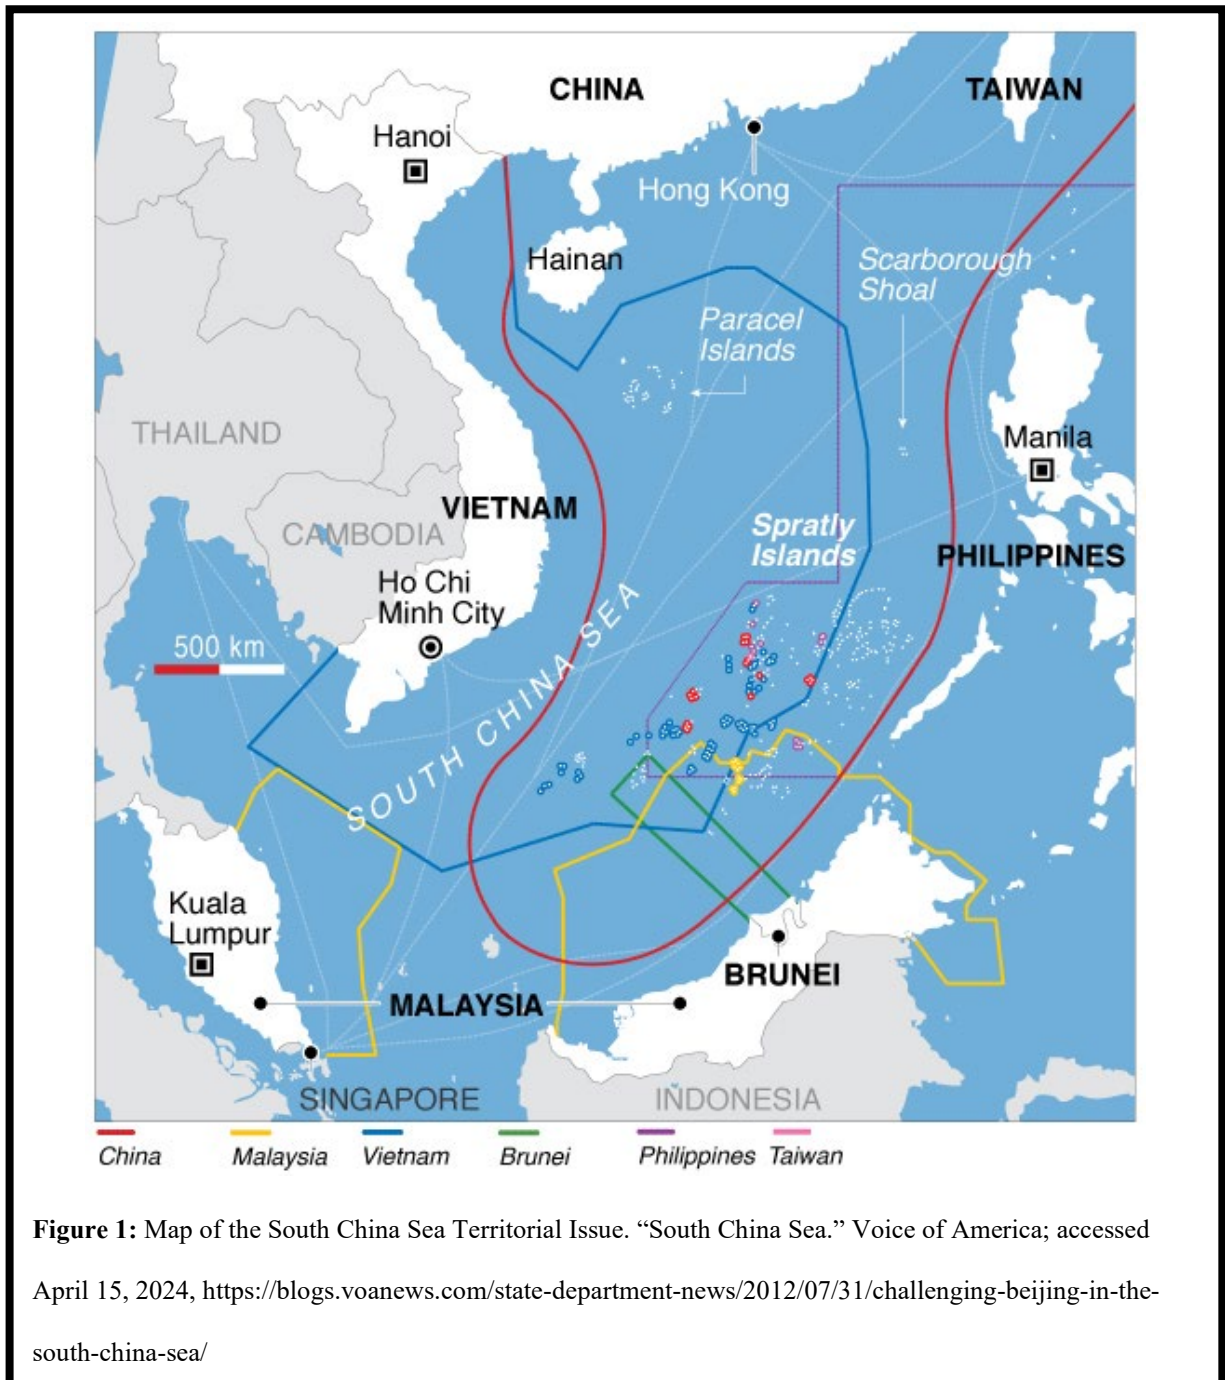 CHINA
TAIWAN
Hanoi
Hong Kong
Hainan
Scarborough
Shoal
Paracel
Islands
THAILAND
Manila
VIETNAM
CAMBODIA
Spratly
Islands
PHILIPPINES
Ho Chi
Minh City
500 km
SOUTH CHINA SEA
Kuala
Lumpur
BRUNEI
MALAYSIA
SINGAPORE
INDONESIA
China
Malaysia
Vietnam
Brunei
Philippines
Taiwan
Figure 1: Map of the South China Sea Territorial Issue. “South China Sea.” Voice of America; accessed
April 15, 2024, https://blogs.voanews.com/state-department-news/2012/07/31/challenging-beijing-in-the-
south-china-sea/